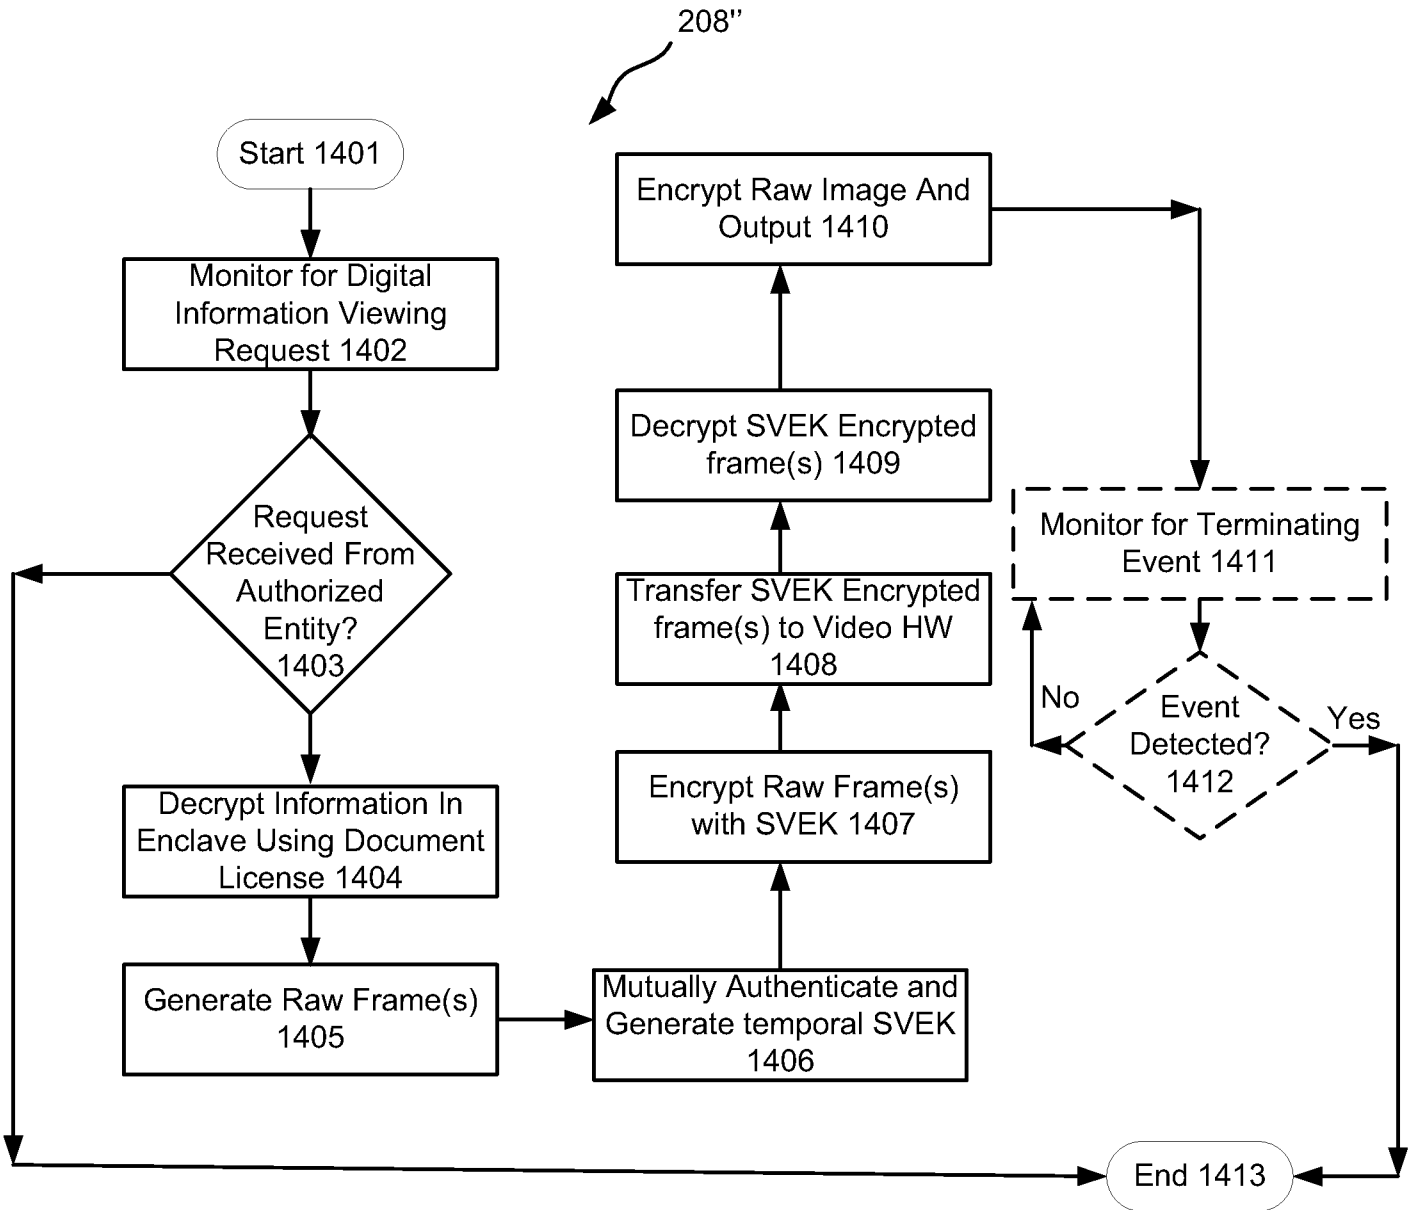 208''
Start 1401
Monitor for Digital
Information Viewing
Request 1402
Request
Received From
Authorized
Entity?
1403
Decrypt Information In
Enclave Using Document
License 1404
Generate Raw Frame(s)
1405
Mutually Authenticate and
Generate temporal SVEK
1406
Encrypt Raw Frame(s)
with SVEK 1407
Transfer SVEK Encrypted
frame(s) to Video HW
1408
Decrypt SVEK Encrypted
frame(s) 1409
Encrypt Raw Image And
Output 1410
Monitor for Terminating
Event 1411
Event
Detected?
1412
No
Yes
End 1413